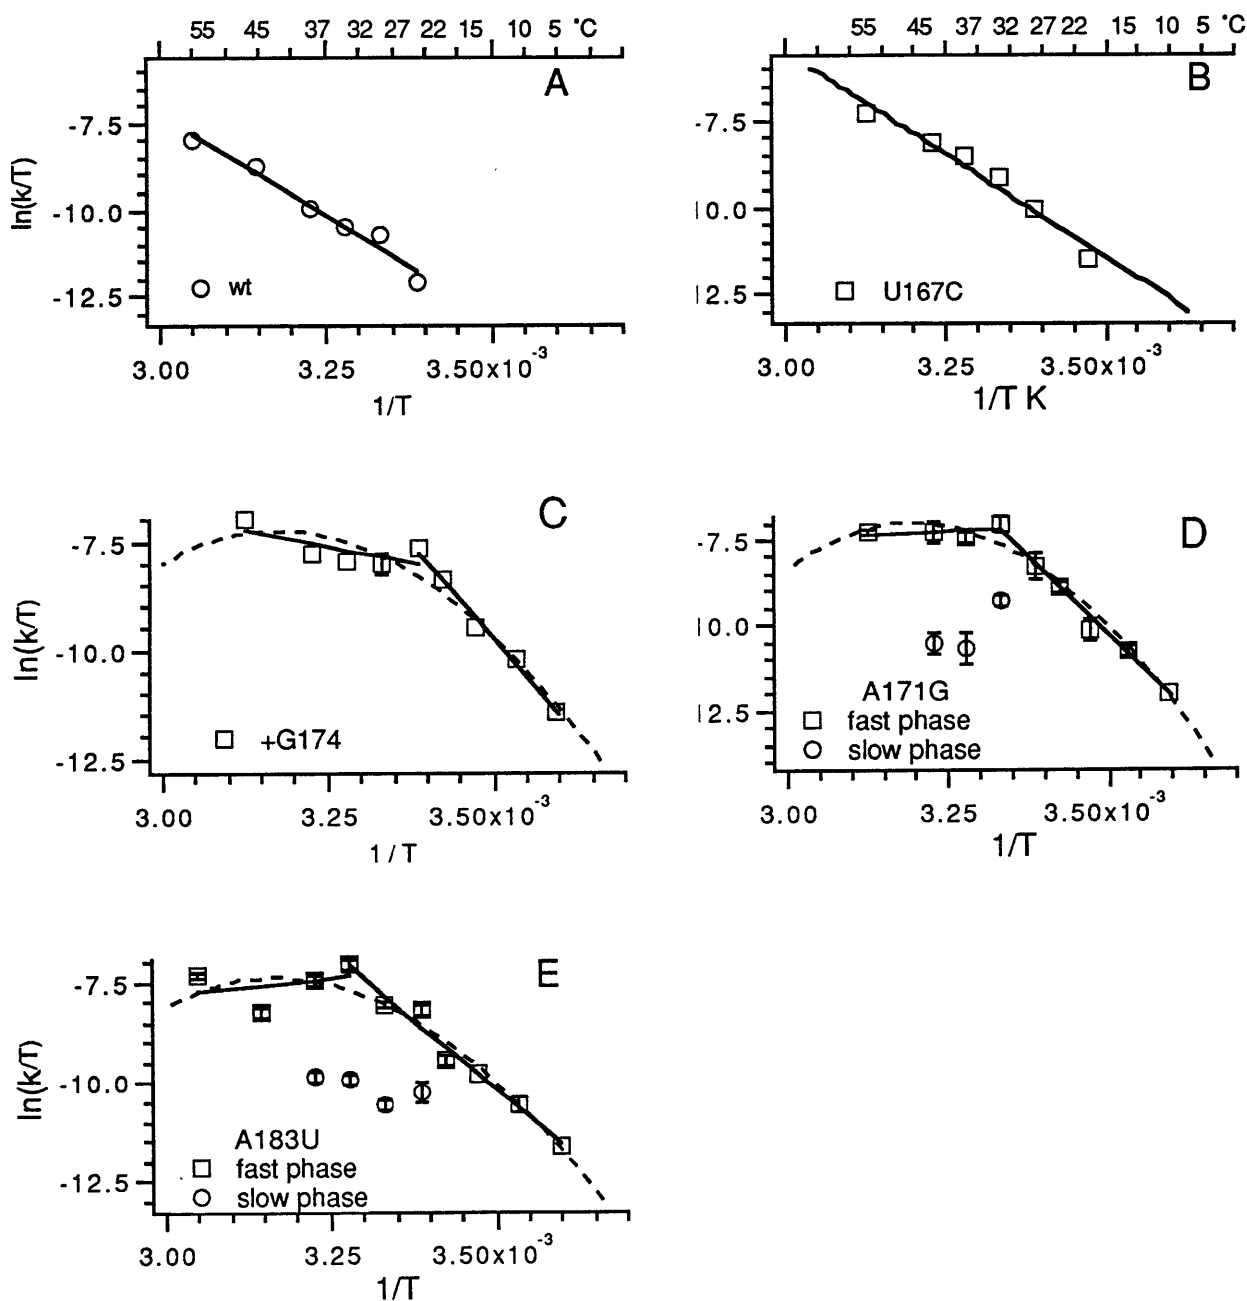 55 45 37 32 27 22 15 10 5 °C
A
ln(k/T)
-7.5
-10.0
-12.5
wt
3.00 3.25 3.50x10-3
1/T
55 45 37 32 27 22 15 10 5 °C
B
-7.5
10.0
12.5
U167C
3.00 3.25 3.50x10-3
1/T K
C
ln(k/T)
-7.5
-10.0
-12.5
+G174
3.00 3.25 3.50x10-3
1/T
D
-7.5
10.0
12.5
A171G
fast phase
slow phase
3.00 3.25 3.50x10-3
1/T
E
ln(k/T)
-7.5
-10.0
-12.5
A183U
fast phase
slow phase
3.00 3.25 3.50x10-3
1/T